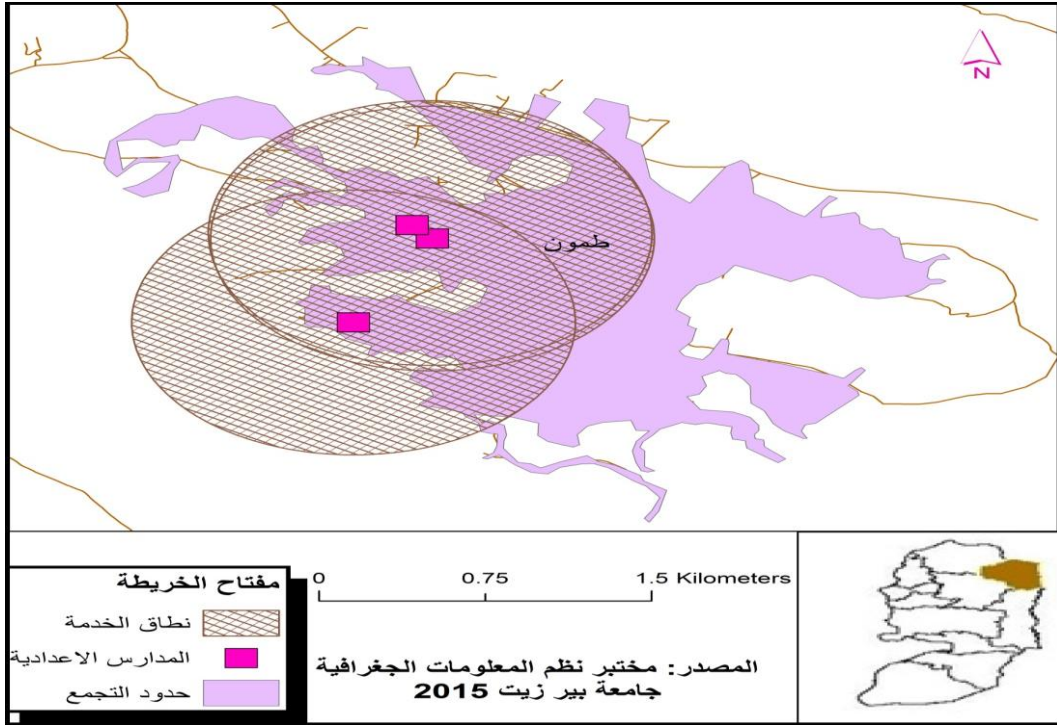 N
طمون
مفتاح الخريطة
نطاق الخدمة
المدارس الاعدادية
حدود التجمع
0 0.75 1.5 Kilometers
المصدر: مختبر نظم المعلومات الجغرافية
جامعة بير زيت 2015